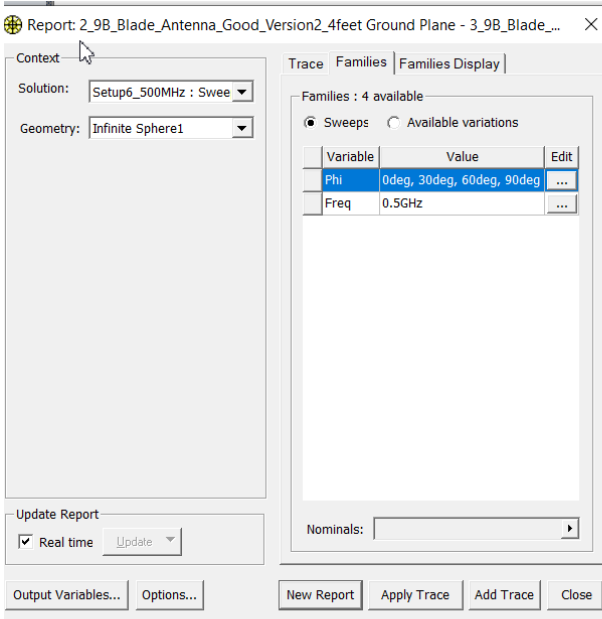 Report: 2_9B_Blade_Antenna_Good_Version2_4feet Ground Plane - 3_9B_Blade_...
Context
Solution: Setup6_500MHz : Swee
Geometry: Infinite Sphere1
Trace Families Families Display
Families : 4 available
Sweeps Available variations
Variable Value Edit
Phi 0deg, 30deg, 60deg, 90deg ...
Freq 0.5GHz ...
Nominals:
Update Report
Real time Update
Output Variables... Options... New Report Apply Trace Add Trace Close